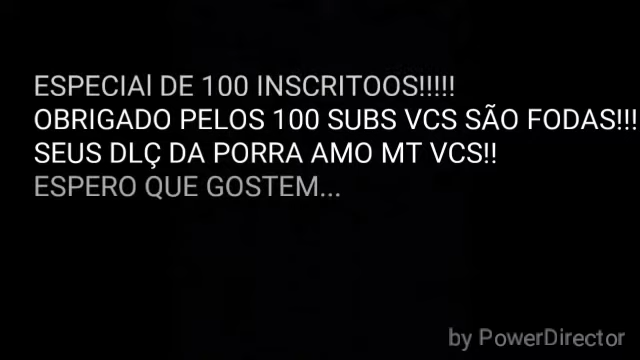 ESPECIAl DE 100 INSCRITOOS!!!!!
OBRIGADO PELOS 100 SUBS VCS SÃO FODAS!!!
SEUS DLÇ DA PORRA AMO MT VCS!!
ESPERO QUE GOSTEM...
by PowerDirector